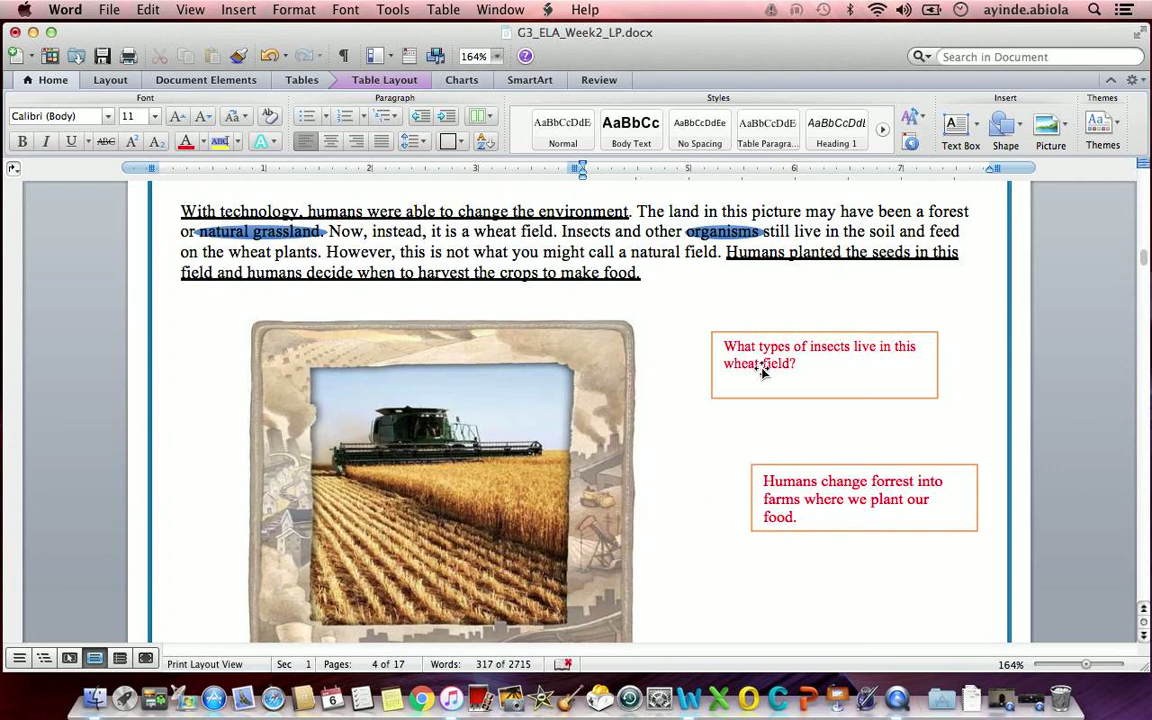 Word File Edit View Insert Format Font Tools Table Window Help ayinde.abiola
G3_ELA_Week2_LP.docx
164% Search in Document
Home Layout Document Elements Tables Table Layout Charts SmartArt Review
Font Paragraph Styles Insert Themes
Calibri (Body) 11 AaBbCcDdE AaBbCc AaBbCcDdEe AaBbCcDdE AaBbCcDdI
Normal Body Text No Spacing Table Paragra... Heading 1 Text Box Shape Picture Themes
1 2 3 5 6 7
With technology, humans were able to change the environment. The land in this picture may have been a forest
or natural grassland. Now, instead, it is a wheat field. Insects and other organisms still live in the soil and feed
on the wheat plants. However, this is not what you might call a natural field. Humans planted the seeds in this
field and humans decide when to harvest the crops to make food.
What types of insects live in this
wheat field?
Humans change forrest into
farms where we plant our
food.
Print Layout View Sec 1 Pages: 4 of 17 Words: 317 of 2715 164%